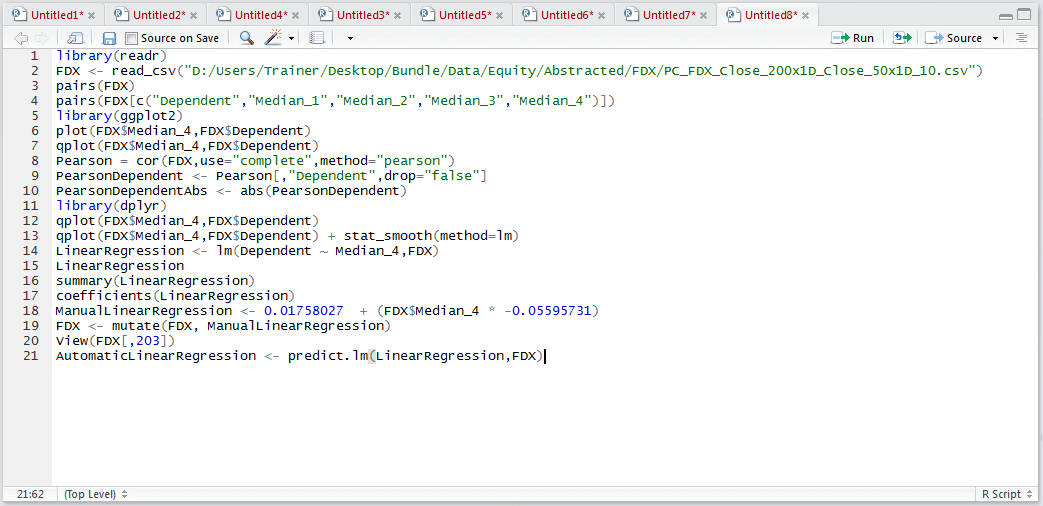 Untitled1* Untitled2* Untitled4* Untitled3* Untitled5* Untitled6* Untitled7* Untitled8*
Source on Save Run Source
1 library(readr)
2 FDX <- read_csv("D:/Users/Trainer/Desktop/Bundle/Data/Equity/Abstracted/FDX/PC_FDX_Close_200x1D_Close_50x1D_10.csv")
3 pairs(FDX)
4 pairs(FDX[c("Dependent","Median_1","Median_2","Median_3","Median_4")])
5 library(ggplot2)
6 plot(FDX$Median_4,FDX$Dependent)
7 qplot(FDX$Median_4,FDX$Dependent)
8 Pearson = cor(FDX,use="complete",method="pearson")
9 PearsonDependent <- Pearson[,"Dependent",drop="false"]
10 PearsonDependentAbs <- abs(PearsonDependent)
11 library(dplyr)
12 qplot(FDX$Median_4,FDX$Dependent)
13 qplot(FDX$Median_4,FDX$Dependent) + stat_smooth(method=lm)
14 LinearRegression <- lm(Dependent ~ Median_4,FDX)
15 LinearRegression
16 summary(LinearRegression)
17 coefficients(LinearRegression)
18 ManualLinearRegression <- 0.01758027  + (FDX$Median_4 * -0.05595731)
19 FDX <- mutate(FDX, ManualLinearRegression)
20 View(FDX[,203])
21 AutomaticLinearRegression <- predict.lm(LinearRegression,FDX)
21:62 (Top Level) R Script